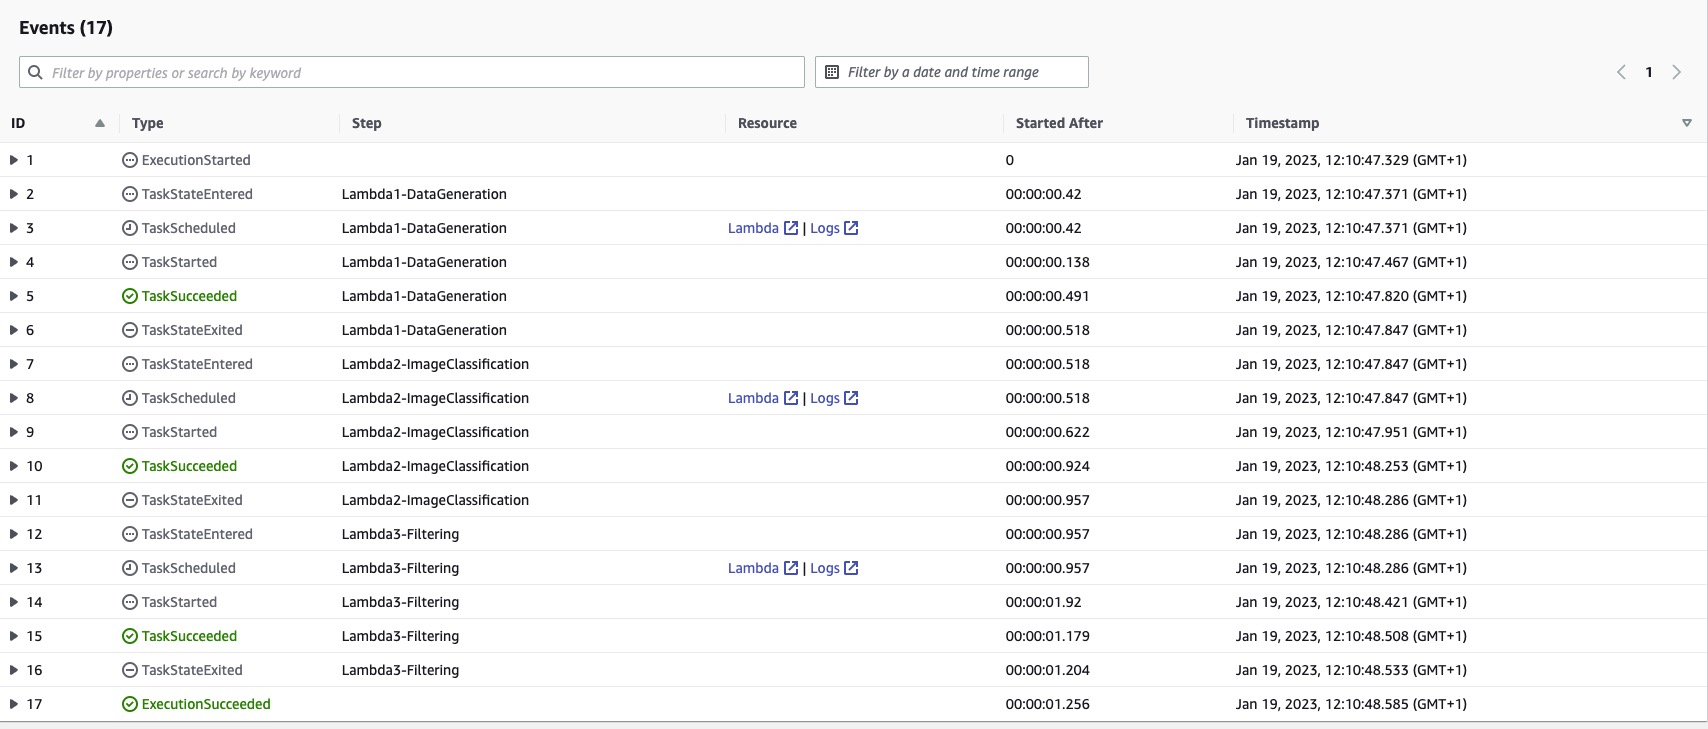 Events (17)
Filter by properties or search by keyword Filter by a date and time range 1
ID Type Step Resource Started After Timestamp
1 ExecutionStarted 0 Jan 19, 2023, 12:10:47.329 (GMT+1)
2 TaskStateEntered Lambda1-DataGeneration 00:00:00.42 Jan 19, 2023, 12:10:47.371 (GMT+1)
3 TaskScheduled Lambda1-DataGeneration Lambda | Logs 00:00:00.42 Jan 19, 2023, 12:10:47.371 (GMT+1)
4 TaskStarted Lambda1-DataGeneration 00:00:00.138 Jan 19, 2023, 12:10:47.467 (GMT+1)
5 TaskSucceeded Lambda1-DataGeneration 00:00:00.491 Jan 19, 2023, 12:10:47.820 (GMT+1)
6 TaskStateExited Lambda1-DataGeneration 00:00:00.518 Jan 19, 2023, 12:10:47.847 (GMT+1)
7 TaskStateEntered Lambda2-ImageClassification 00:00:00.518 Jan 19, 2023, 12:10:47.847 (GMT+1)
8 TaskScheduled Lambda2-ImageClassification Lambda | Logs 00:00:00.518 Jan 19, 2023, 12:10:47.847 (GMT+1)
9 TaskStarted Lambda2-ImageClassification 00:00:00.622 Jan 19, 2023, 12:10:47.951 (GMT+1)
10 TaskSucceeded Lambda2-ImageClassification 00:00:00.924 Jan 19, 2023, 12:10:48.253 (GMT+1)
11 TaskStateExited Lambda2-ImageClassification 00:00:00.957 Jan 19, 2023, 12:10:48.286 (GMT+1)
12 TaskStateEntered Lambda3-Filtering 00:00:00.957 Jan 19, 2023, 12:10:48.286 (GMT+1)
13 TaskScheduled Lambda3-Filtering Lambda | Logs 00:00:00.957 Jan 19, 2023, 12:10:48.286 (GMT+1)
14 TaskStarted Lambda3-Filtering 00:00:01.92 Jan 19, 2023, 12:10:48.421 (GMT+1)
15 TaskSucceeded Lambda3-Filtering 00:00:01.179 Jan 19, 2023, 12:10:48.508 (GMT+1)
16 TaskStateExited Lambda3-Filtering 00:00:01.204 Jan 19, 2023, 12:10:48.533 (GMT+1)
17 ExecutionSucceeded 00:00:01.256 Jan 19, 2023, 12:10:48.585 (GMT+1)